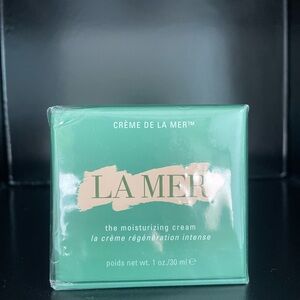 CRÈME DE LA MER™
LA MER
the moisturizing cream
la crème régénération intense
poids net wt. 1 oz./30 ml ℮